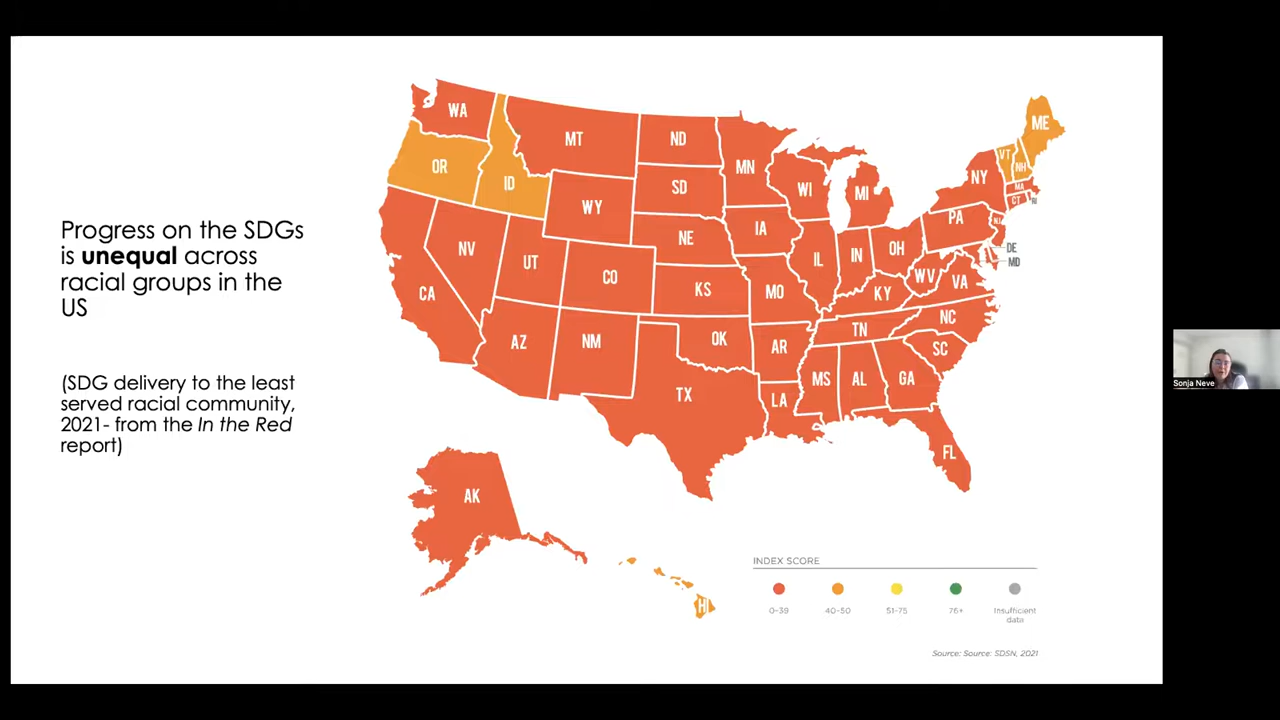 Progress on the SDGs
is unequal across
racial groups in the
US
(SDG delivery to the least
served racial community,
2021- from the In the Red
report)
WA
MT
ND
MN
ME
VT
NH
OR
ID
SD
WI
MI
NY
MA
CT
RI
WY
IA
PA
NJ
NE
NV
UT
CO
IL
IN
OH
DE
MD
WV
VA
CA
KS
MO
KY
NC
AZ
NM
OK
AR
TN
SC
TX
LA
MS
AL
GA
FL
AK
HI
INDEX SCORE
0-39
40-50
51-75
76+
Insufficient
data
Source: Source: SDSN, 2021
Sonja Neve